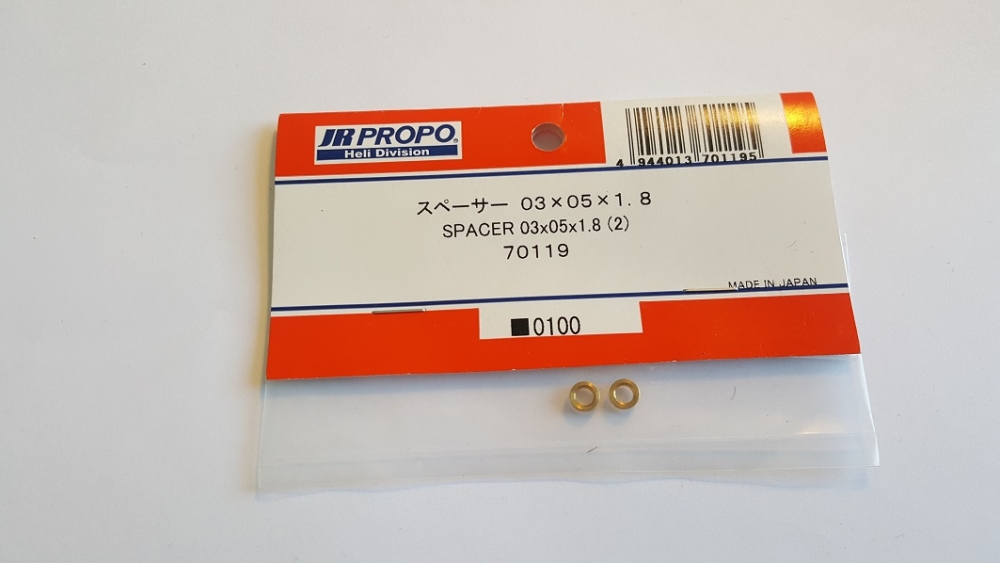 JR PROPO®
Heli Division
4 944013 701195
スペーサー 03×05×1.8
SPACER 03x05x1.8 (2)
70119
MADE IN JAPAN
■0100